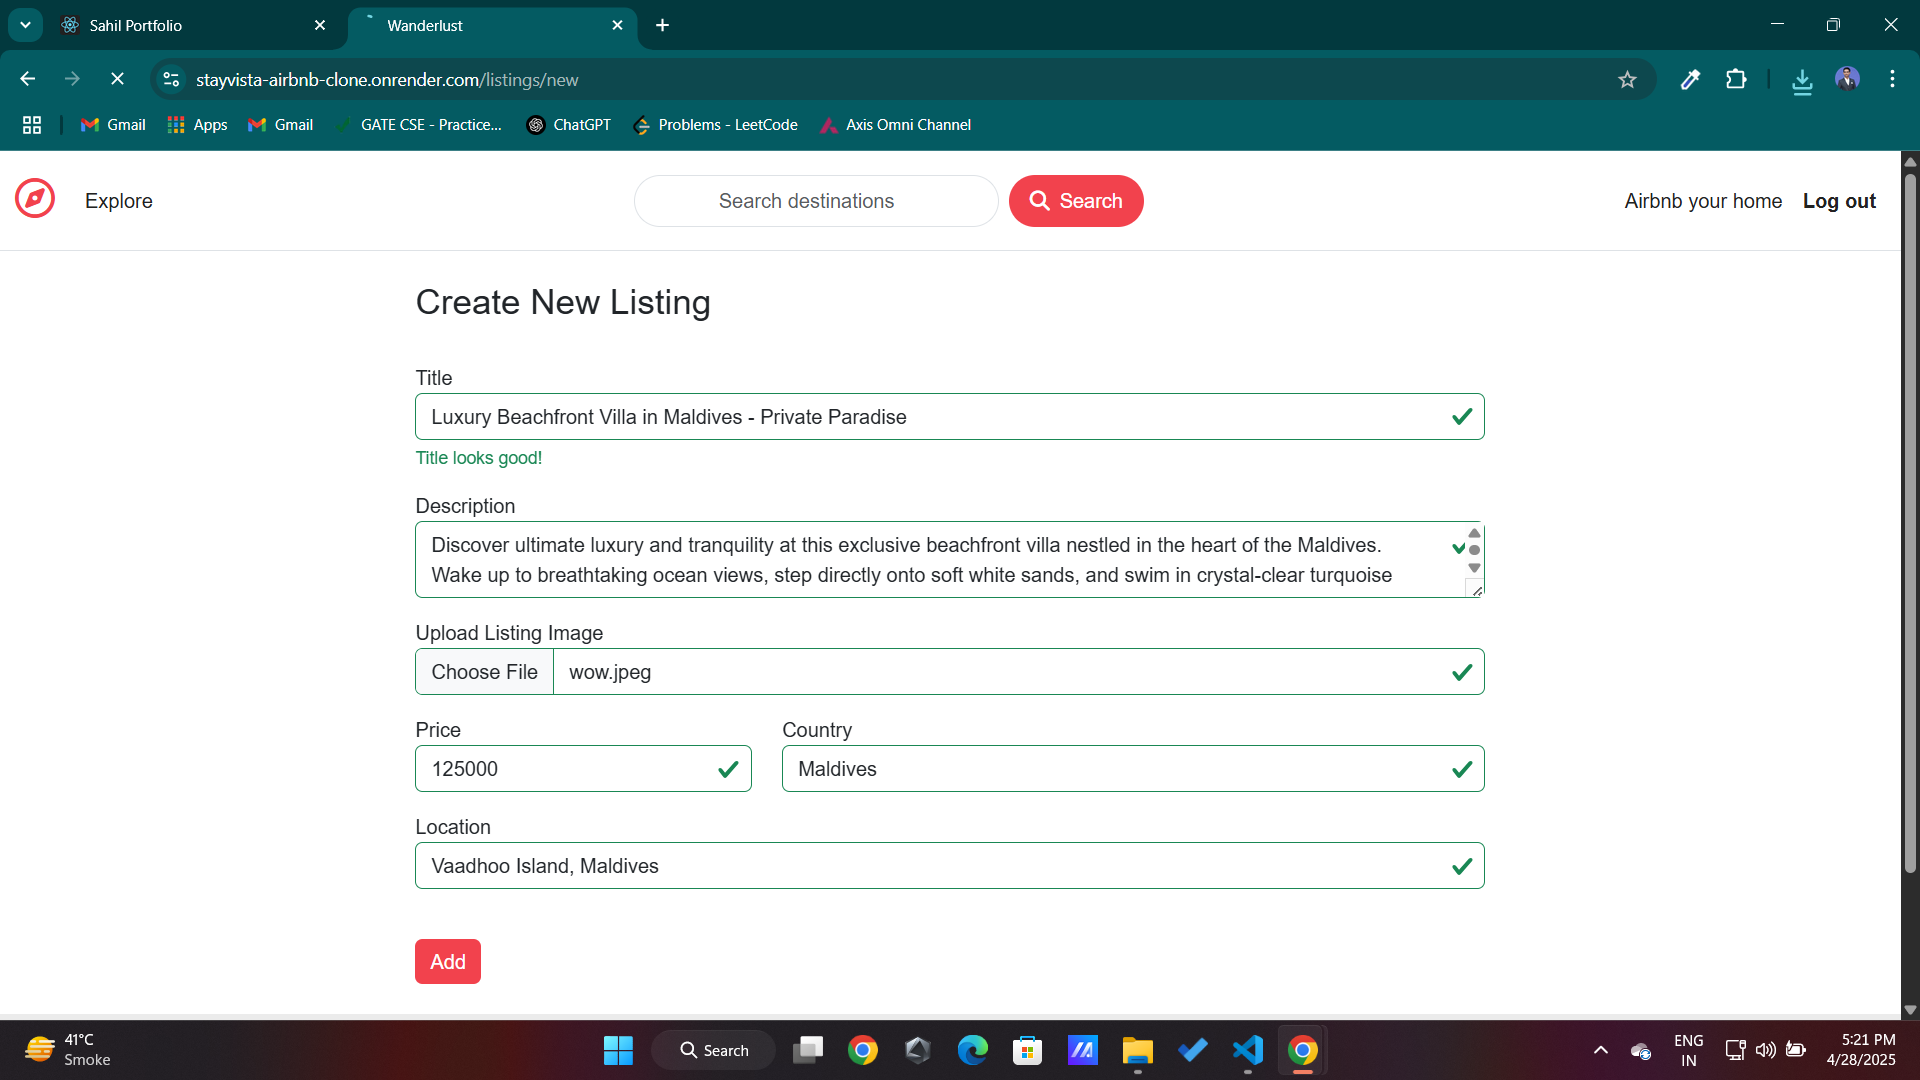 Sahil Portfolio
Wanderlust
stayvista-airbnb-clone.onrender.com/listings/new
Gmail
Apps
Gmail
GATE CSE - Practice...
ChatGPT
Problems - LeetCode
Axis Omni Channel
Explore
Search destinations
Search
Airbnb your home
Log out
Create New Listing
Title
Luxury Beachfront Villa in Maldives - Private Paradise
Title looks good!
Description
Discover ultimate luxury and tranquility at this exclusive beachfront villa nestled in the heart of the Maldives.
Wake up to breathtaking ocean views, step directly onto soft white sands, and swim in crystal-clear turquoise
Upload Listing Image
Choose File
wow.jpeg
Price
Country
125000
Maldives
Location
Vaadhoo Island, Maldives
Add
41°C
Smoke
Search
ENG
IN
5:21 PM
4/28/2025